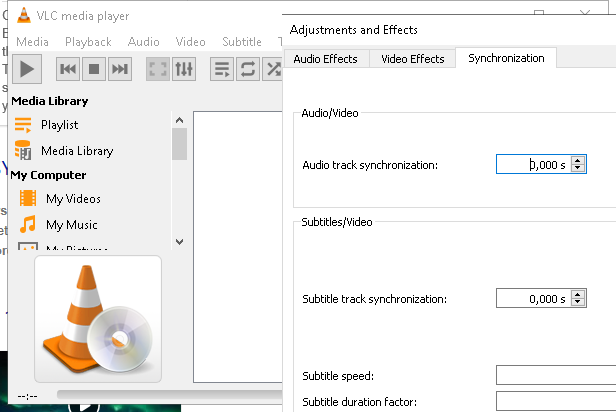 VLC media player
Media Playback Audio Video Subtitle T
Media Library
Playlist
Media Library
My Computer
My Videos
My Music
--:--
Adjustments and Effects
Audio Effects Video Effects Synchronization
Audio/Video
Audio track synchronization: 0,000 s
Subtitles/Video
Subtitle track synchronization: 0,000 s
Subtitle speed:
Subtitle duration factor: